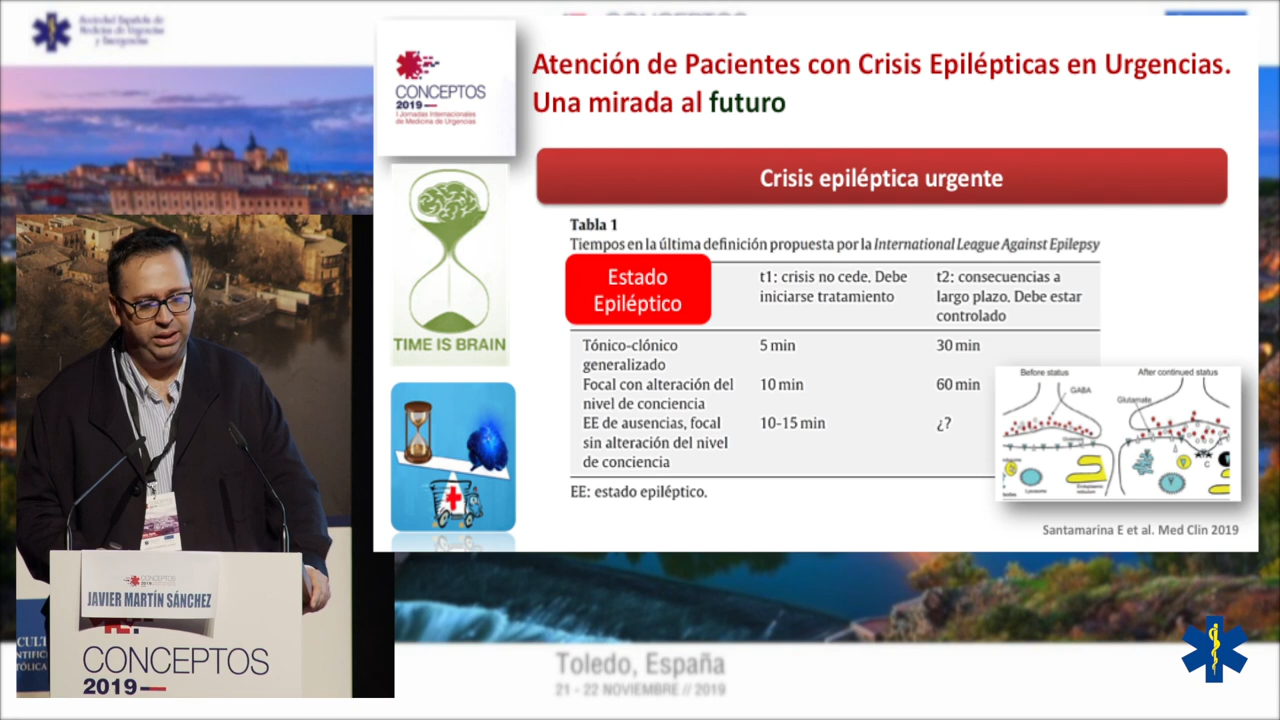 Sociedad Española de
Medicina de Urgencias
y Emergencias
CONCEPTOS
2019
I Jornadas Internacionales
de Medicina de Urgencias
Atención de Pacientes con Crisis Epilépticas en Urgencias.
Una mirada al futuro
Crisis epiléptica urgente
TIME IS BRAIN
Tabla 1
Tiempos en la última definición propuesta por la International League Against Epilepsy
Estado
Epiléptico
t1: crisis no cede. Debe
iniciarse tratamiento
t2: consecuencias a
largo plazo. Debe estar
controlado
Tónico-clónico
generalizado
5 min
30 min
Focal con alteración del
nivel de conciencia
10 min
60 min
EE de ausencias, focal
sin alteración del nivel
de conciencia
10-15 min
¿?
EE: estado epiléptico.
Before status
GABA
After continued status
Glutamate
C
Santamarina E et al. Med Clin 2019
CONCEPTOS
JAVIER MARTÍN SÁNCHEZ
CONCEPTOS
2019
Toledo, España
21 - 22 NOVIEMBRE // 2019